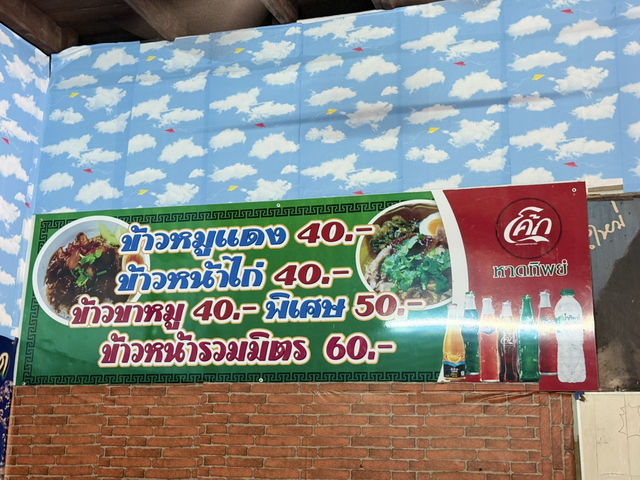 ข้าวหมูแดง 40.-
ข้าวหน้าไก่ 40.-
ข้าวขาหมู 40.- พิเศษ 50.-
ข้าวหน้ารวมมิตร 60.-
โค้ก
หาดทิพย์